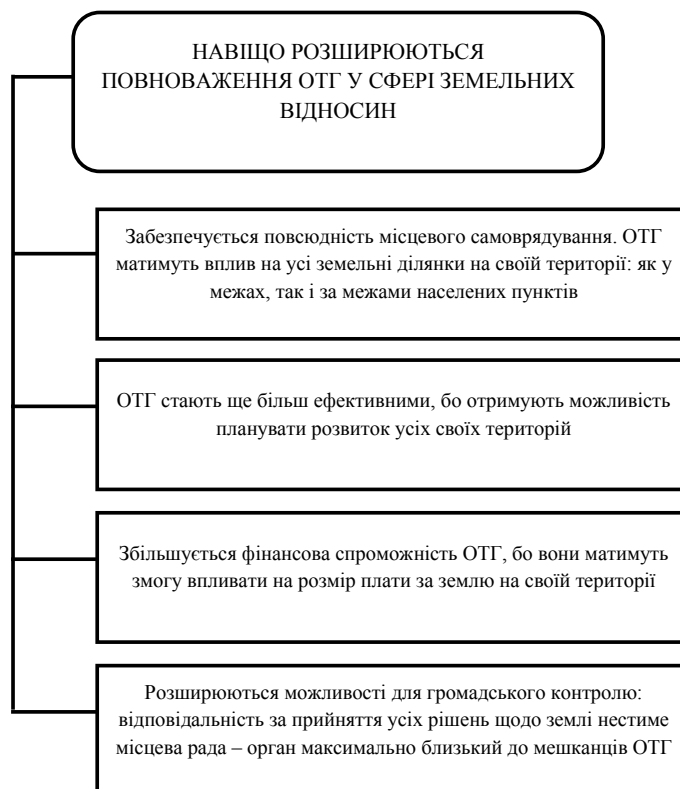 НАВІЩО РОЗШИРЮЮТЬСЯ
ПОВНОВАЖЕННЯ ОТГ У СФЕРІ ЗЕМЕЛЬНИХ
ВІДНОСИН
Забезпечується повсюдність місцевого самоврядування. ОТГ
матимуть вплив на усі земельні ділянки на своїй території: як у
межах, так і за межами населених пунктів
ОТГ стають ще більш ефективними, бо отримують можливість
планувати розвиток усіх своїх територій
Збільшується фінансова спроможність ОТГ, бо вони матимуть
змогу впливати на розмір плати за землю на своїй території
Розширюються можливості для громадського контролю:
відповідальність за прийняття усіх рішень щодо землі нестиме
місцева рада – орган максимально близький до мешканців ОТГ